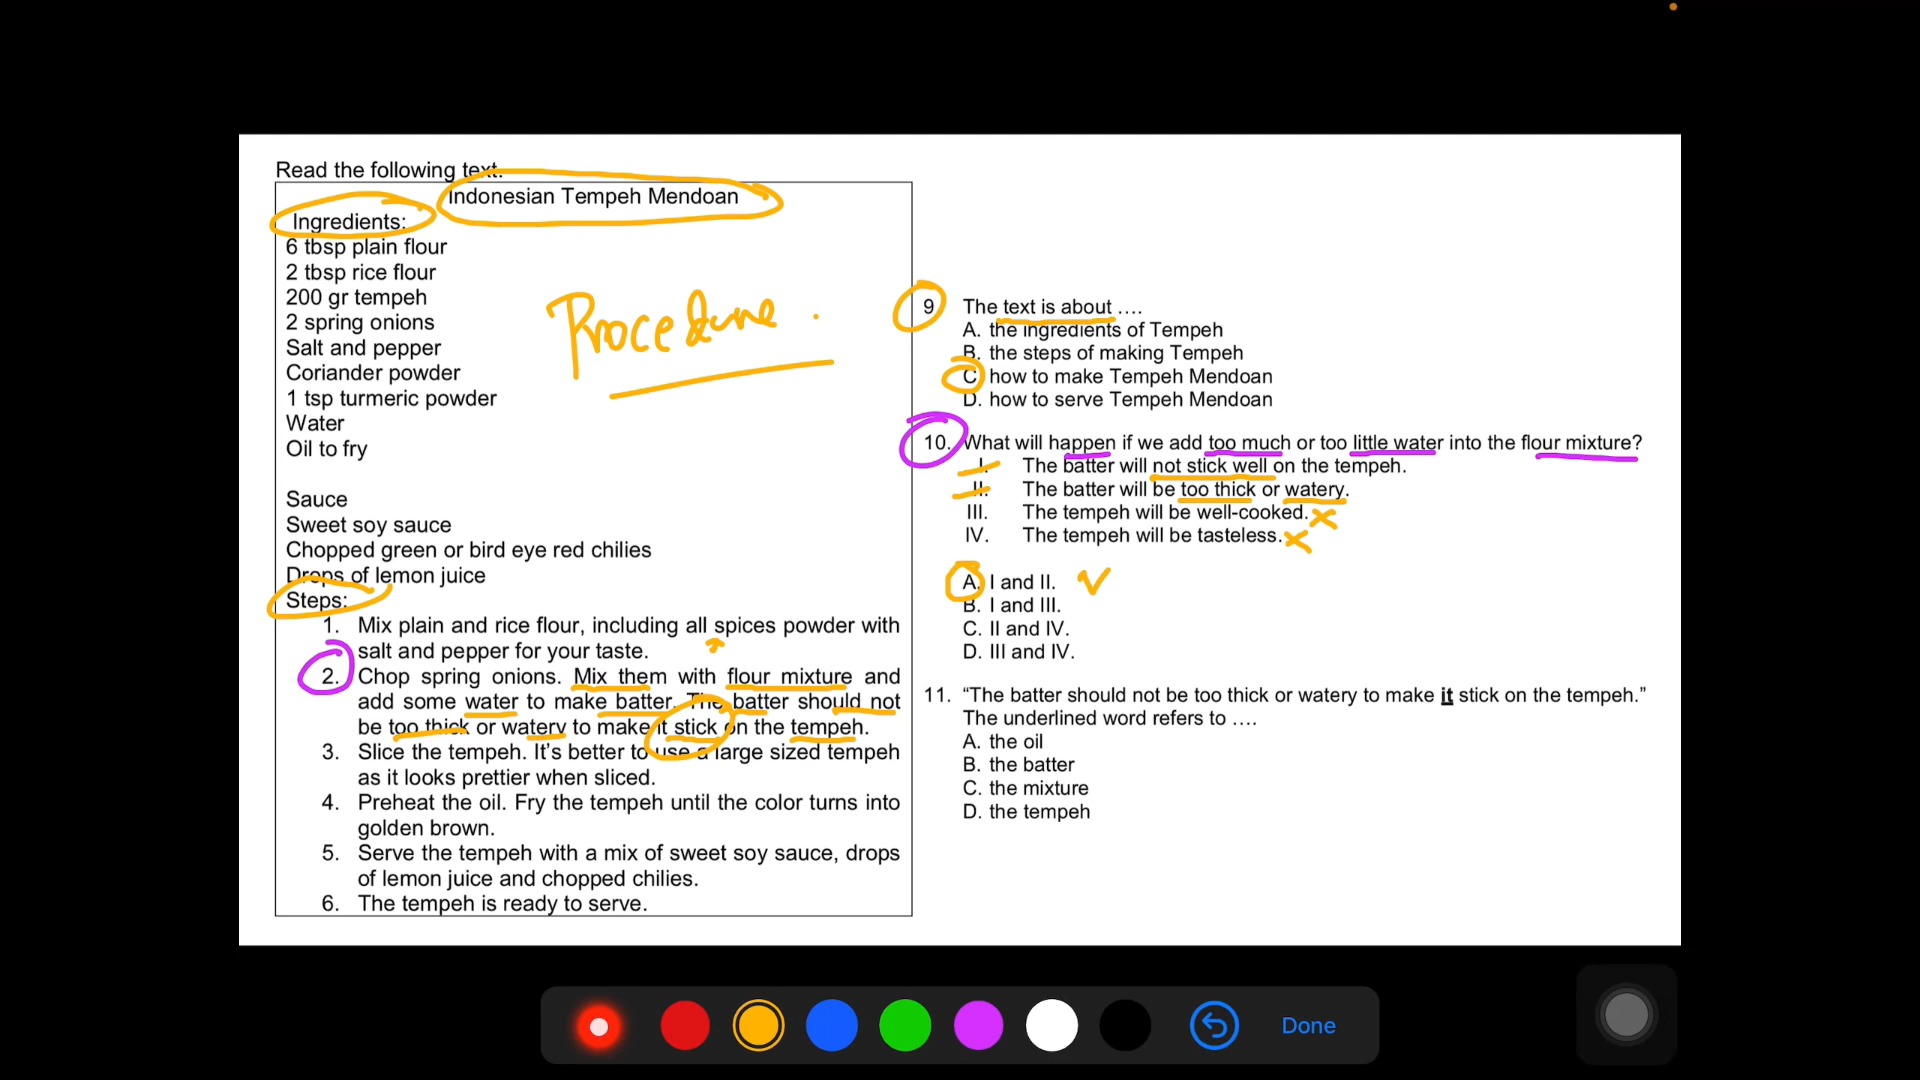 Read the following text.
Indonesian Tempeh Mendoan
Ingredients:
6 tbsp plain flour
2 tbsp rice flour
200 gr tempeh
2 spring onions
Salt and pepper
Coriander powder
1 tsp turmeric powder
Water
Oil to fry
Procedure.
Sauce
Sweet soy sauce
Chopped green or bird eye red chilies
Drops of lemon juice
Steps:
1. Mix plain and rice flour, including all spices powder with
salt and pepper for your taste.
2. Chop spring onions. Mix them with flour mixture and
add some water to make batter. The batter should not
be too thick or watery to make it stick on the tempeh.
3. Slice the tempeh. It's better to use a large sized tempeh
as it looks prettier when sliced.
4. Preheat the oil. Fry the tempeh until the color turns into
golden brown.
5. Serve the tempeh with a mix of sweet soy sauce, drops
of lemon juice and chopped chilies.
6. The tempeh is ready to serve.
9 The text is about ....
A. the ingredients of Tempeh
B. the steps of making Tempeh
C. how to make Tempeh Mendoan
D. how to serve Tempeh Mendoan
10. What will happen if we add too much or too little water into the flour mixture?
I. The batter will not stick well on the tempeh.
II. The batter will be too thick or watery.
III. The tempeh will be well-cooked.
IV. The tempeh will be tasteless.
A. I and II.
B. I and III.
C. II and IV.
D. III and IV.
11. “The batter should not be too thick or watery to make it stick on the tempeh.”
The underlined word refers to ....
A. the oil
B. the batter
C. the mixture
D. the tempeh
Done